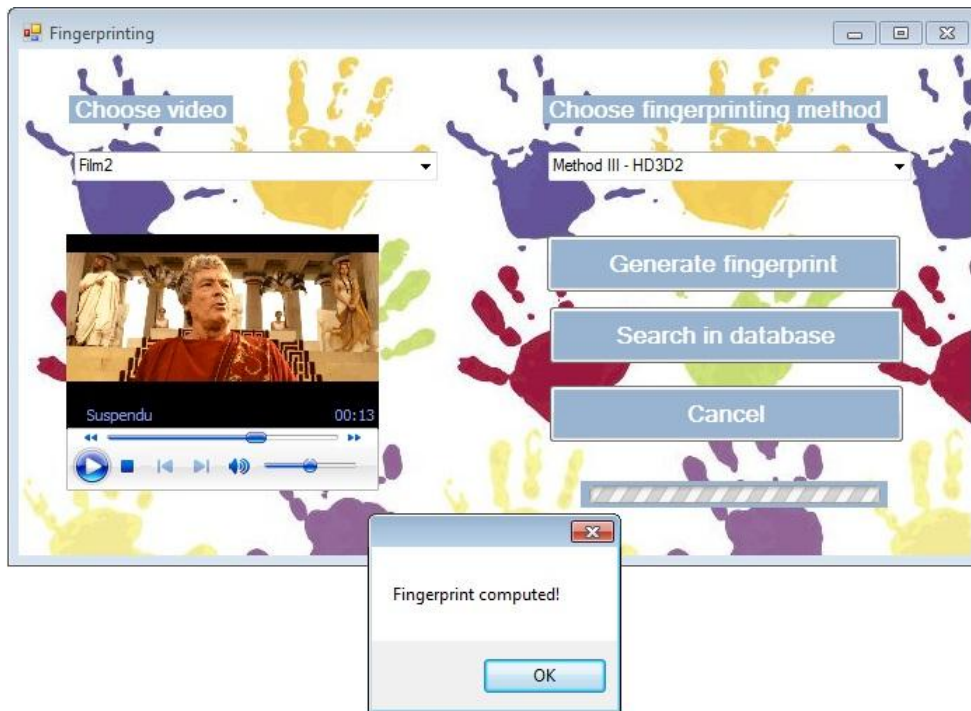 Fingerprinting
Choose video
Choose fingerprinting method
Film2
Method III - HD3D2
Generate fingerprint
Search in database
Cancel
Suspendu 00:13
Fingerprint computed!
OK